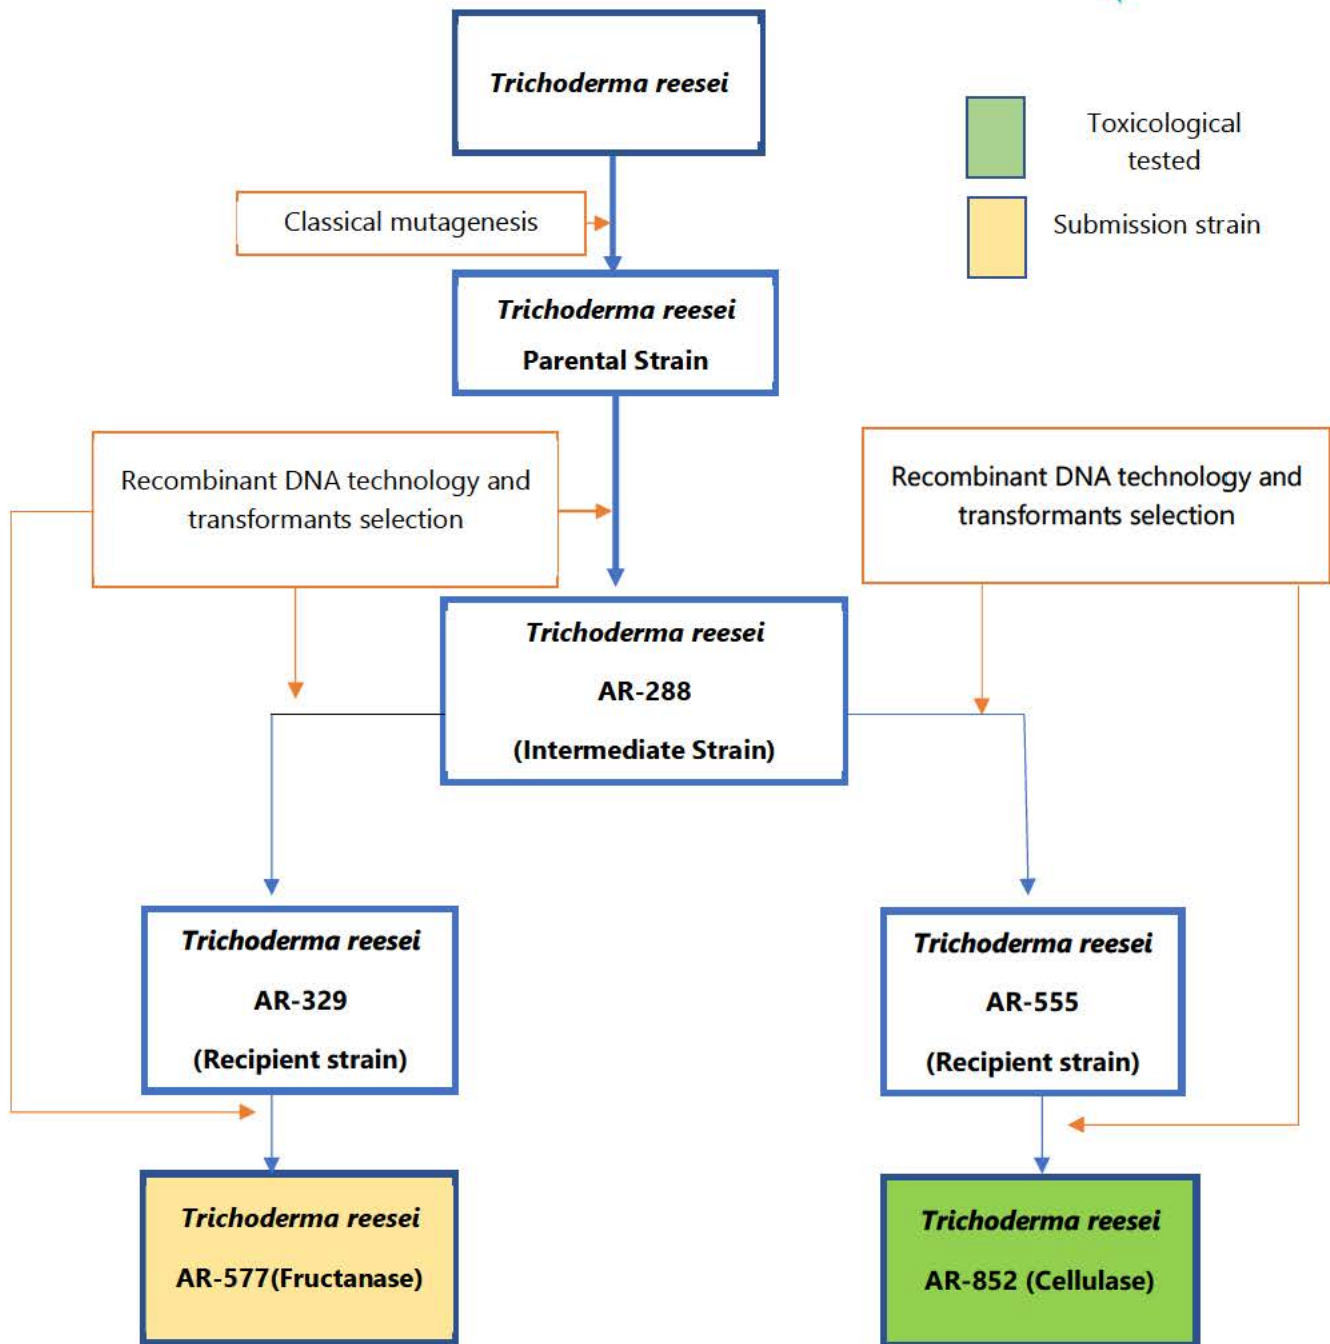 Trichoderma reesei
Toxicological
tested
Classical mutagenesis
Submission strain
Trichoderma reesei
Parental Strain
Recombinant DNA technology and
transformants selection
Recombinant DNA technology and
transformants selection
Trichoderma reesei
AR-288
(Intermediate Strain)
Trichoderma reesei
AR-329
(Recipient strain)
Trichoderma reesei
AR-555
(Recipient strain)
Trichoderma reesei
AR-577(Fructanase)
Trichoderma reesei
AR-852 (Cellulase)